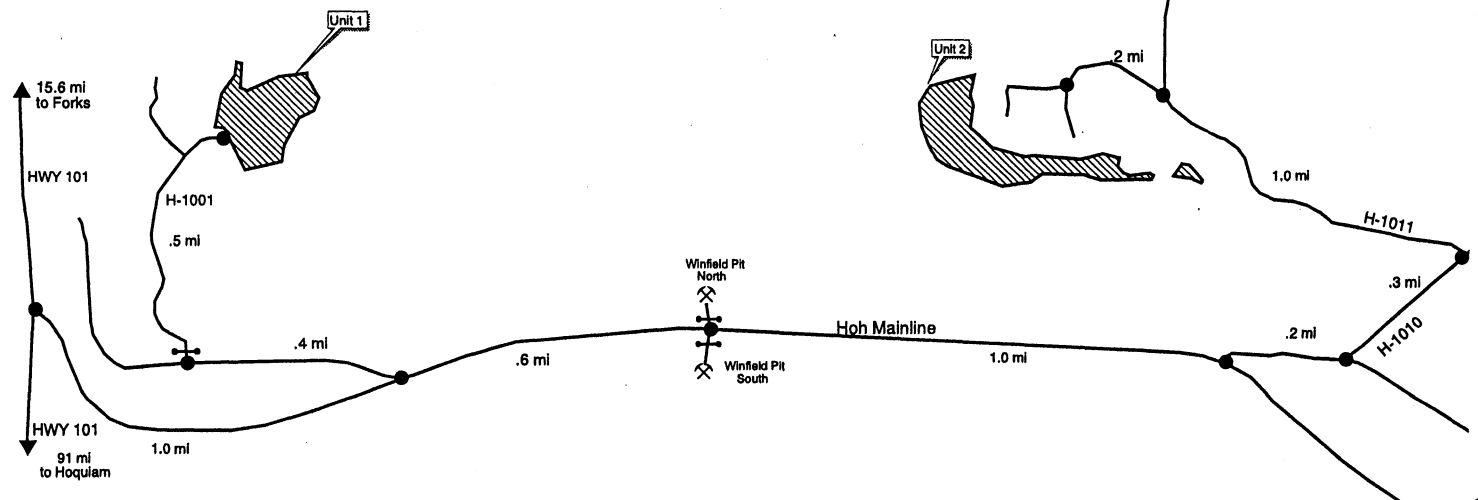 Unit 1
Unit 2
.2 mi
15.6 mi
to Forks
HWY 101
H-1001
.5 mi
1.0 mi
H-1011
.3 mi
H-1010
.2 mi
Winfield Pit
North
Hoh Mainline
1.0 mi
Winfield Pit
South
.6 mi
.4 mi
HWY 101
91 mi
to Hoquiam
1.0 mi